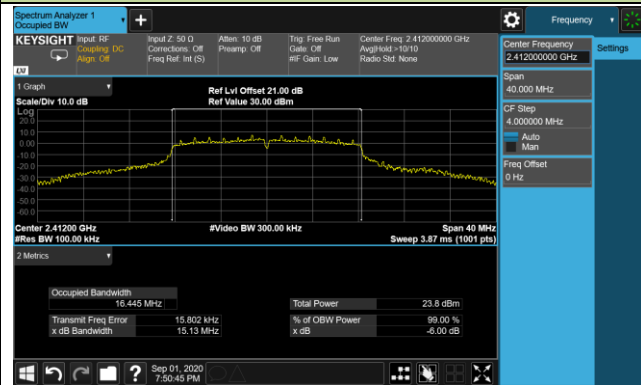 Spectrum Analyzer 1
Occupied BW
Frequency
KEYSIGHT
Input: RF
Coupling: DC
Align: Off
Input Z: 50 Ω
Corrections: Off
Freq Ref: Int (S)
Atten: 10 dB
Preamp: Off
Trig: Free Run
Gate: Off
#IF Gain: Low
Center Freq: 2.412000000 GHz
Avg|Hold:>10/10
Radio Std: None
LXI
Center Frequency
2.412000000 GHz
Settings
Span
40.000 MHz
CF Step
4.000000 MHz
Auto
Man
Freq Offset
0 Hz
1 Graph
Scale/Div 10.0 dB
Ref Lvl Offset 21.00 dB
Ref Value 30.00 dBm
Log
20.0
10.0
0.00
-10.0
-20.0
-30.0
-40.0
-50.0
-60.0
Center 2.41200 GHz
#Res BW 100.00 kHz
#Video BW 300.00 kHz
Span 40 MHz
Sweep 3.87 ms (1001 pts)
2 Metrics
Occupied Bandwidth
16.445 MHz
Total Power 23.8 dBm
Transmit Freq Error 15.802 kHz
% of OBW Power 99.00 %
x dB Bandwidth 15.13 MHz
x dB -6.00 dB
Sep 01, 2020
7:50:45 PM